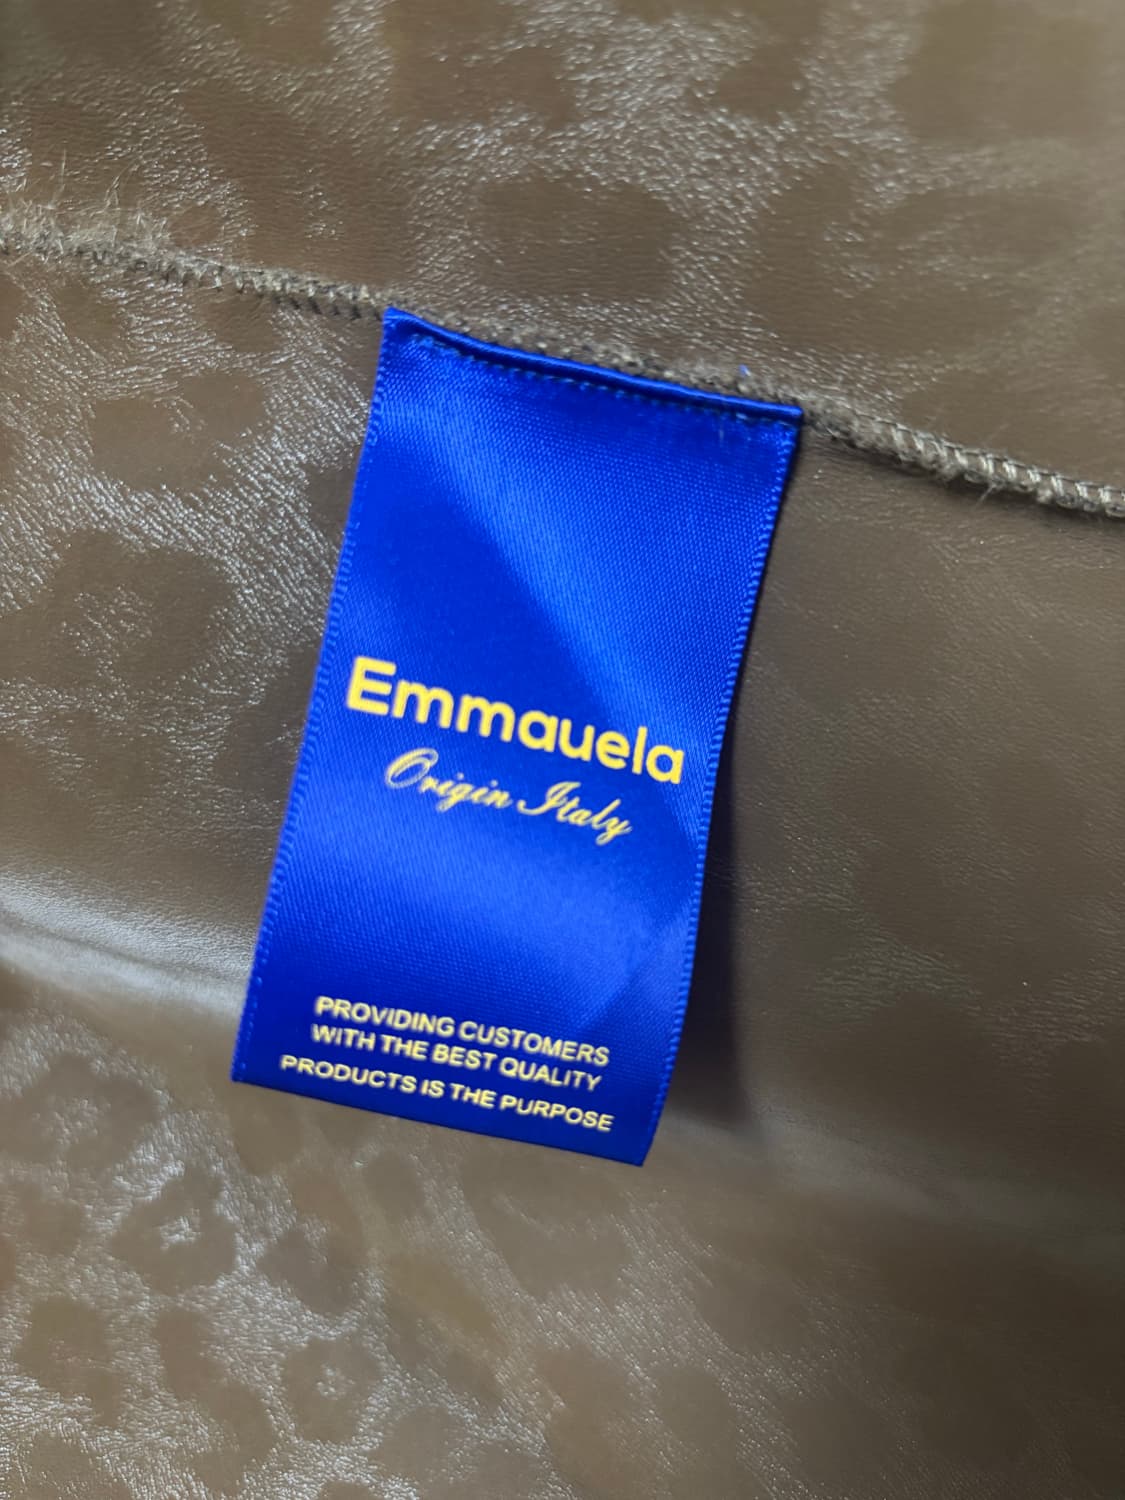 Emmauela
Origin Italy
PROVIDING CUSTOMERS
WITH THE BEST QUALITY
PRODUCTS IS THE PURPOSE